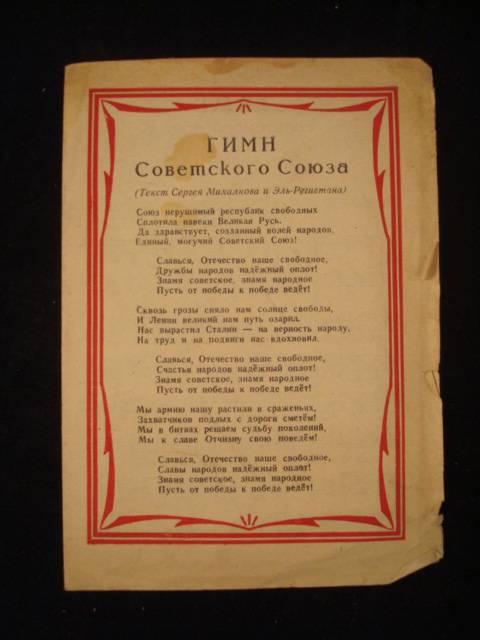 ГИМН
Советского Союза
(Текст Сергея Михалкова и Эль-Регистана)
Союз нерушимый республик свободных
Сплотила навеки Великая Русь.
Да здравствует, созданный волей народов,
Единый, могучий Советский Союз!
Славься, Отечество наше свободное,
Дружбы народов надёжный оплот!
Знамя советское, знамя народное
Пусть от победы к победе ведёт!
Сквозь грозы сияло нам солнце свободы,
И Ленин великий нам путь озарил.
Нас вырастил Сталин — на верность народу,
На труд и на подвиги нас вдохновил.
Славься, Отечество наше свободное,
Счастья народов надёжный оплот!
Знамя советское, знамя народное
Пусть от победы к победе ведёт!
Мы армию нашу растили в сраженьях,
Захватчиков подлых с дороги сметём!
Мы в битвах решаем судьбу поколений,
Мы к славе Отчизну свою поведём!
Славься, Отечество наше свободное,
Славы народов надёжный оплот!
Знамя советское, знамя народное
Пусть от победы к победе ведёт!